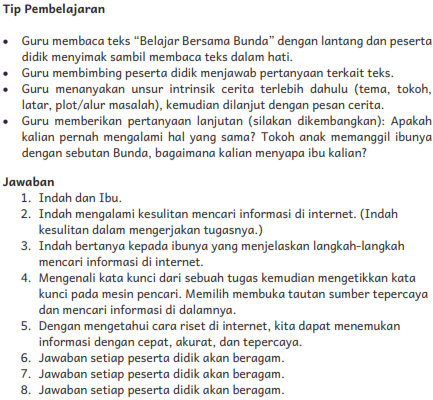 Tip Pembelajaran
• Guru membaca teks “Belajar Bersama Bunda” dengan lantang dan peserta
didik menyimak sambil membaca teks dalam hati.
• Guru membimbing peserta didik menjawab pertanyaan terkait teks.
• Guru menanyakan unsur intrinsik cerita terlebih dahulu (tema, tokoh,
latar, plot/alur masalah), kemudian dilanjut dengan pesan cerita.
• Guru memberikan pertanyaan lanjutan (silakan dikembangkan): Apakah
kalian pernah mengalami hal yang sama? Tokoh anak memanggil ibunya
dengan sebutan Bunda, bagaimana kalian menyapa ibu kalian?
Jawaban
1. Indah dan Ibu.
2. Indah mengalami kesulitan mencari informasi di internet. (Indah
kesulitan dalam mengerjakan tugasnya.)
3. Indah bertanya kepada ibunya yang menjelaskan langkah-langkah
mencari informasi di internet.
4. Mengenali kata kunci dari sebuah tugas kemudian mengetikkan kata
kunci pada mesin pencari. Memilih membuka tautan sumber tepercaya
dan mencari informasi di dalamnya.
5. Dengan mengetahui cara riset di internet, kita dapat menemukan
informasi dengan cepat, akurat, dan tepercaya.
6. Jawaban setiap peserta didik akan beragam.
7. Jawaban setiap peserta didik akan beragam.
8. Jawaban setiap peserta didik akan beragam.